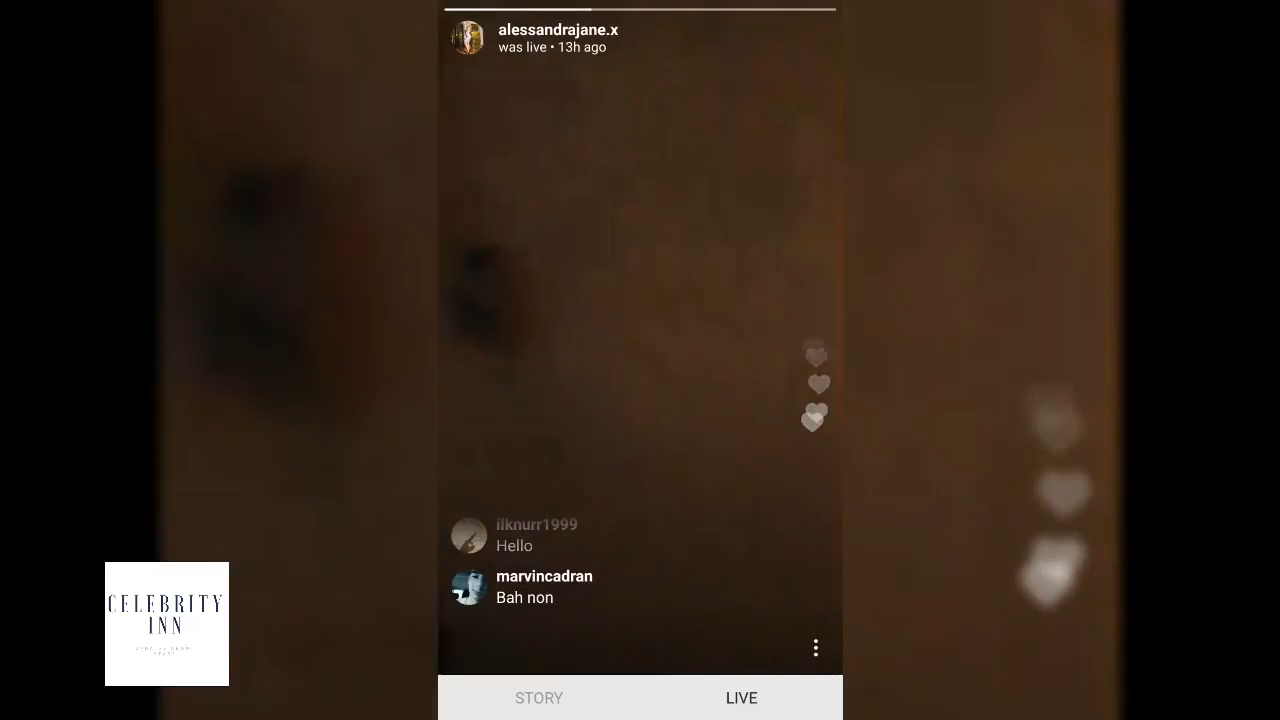 alessandrajane.x
was live • 13h ago
ilknurr1999
Hello
marvincadran
Bah non
CELEBRITY
INN
STORY
LIVE